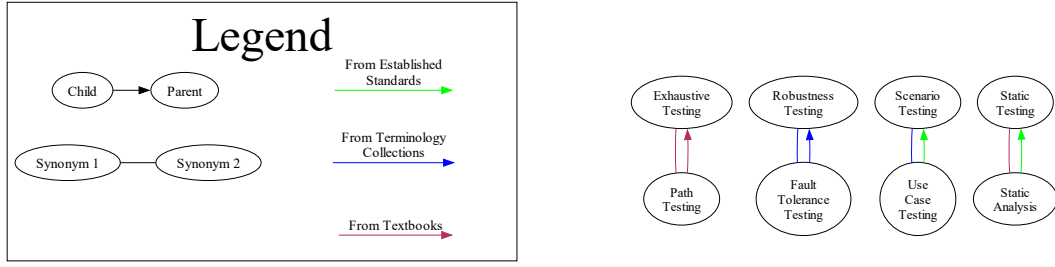 Legend
Child
Parent
From Established
Standards
Synonym 1
Synonym 2
From Terminology
Collections
From Textbooks
Exhaustive
Testing
Robustness
Testing
Scenario
Testing
Static
Testing
Path
Testing
Fault
Tolerance
Testing
Use
Case
Testing
Static
Analysis